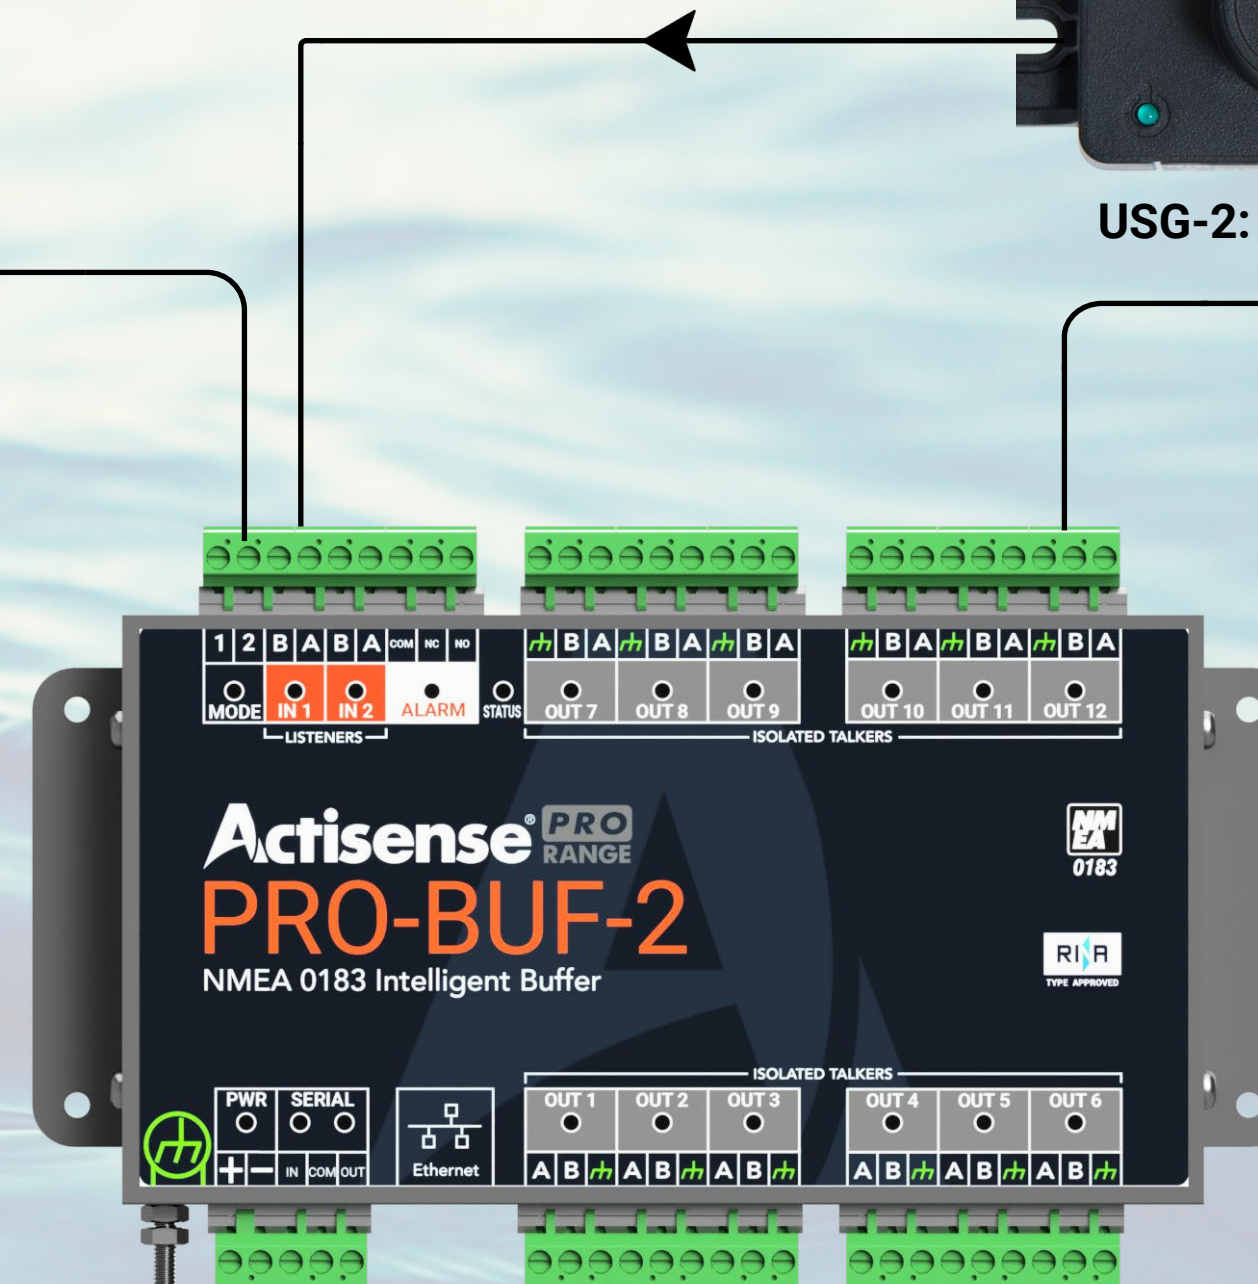 USG-2:
1 2 B A B A COM NC NO
B A B A B A
B A B A B A
MODE IN 1 IN 2 ALARM STATUS
OUT 7 OUT 8 OUT 9
OUT 10 OUT 11 OUT 12
LISTENERS
ISOLATED TALKERS
Actisense® PRO RANGE
PRO-BUF-2
NMEA 0183 Intelligent Buffer
NMEA
0183
RINA
TYPE APPROVED
ISOLATED TALKERS
PWR SERIAL
OUT 1 OUT 2 OUT 3
OUT 4 OUT 5 OUT 6
+ − IN COM OUT
Ethernet
A B A B A B
A B A B A B